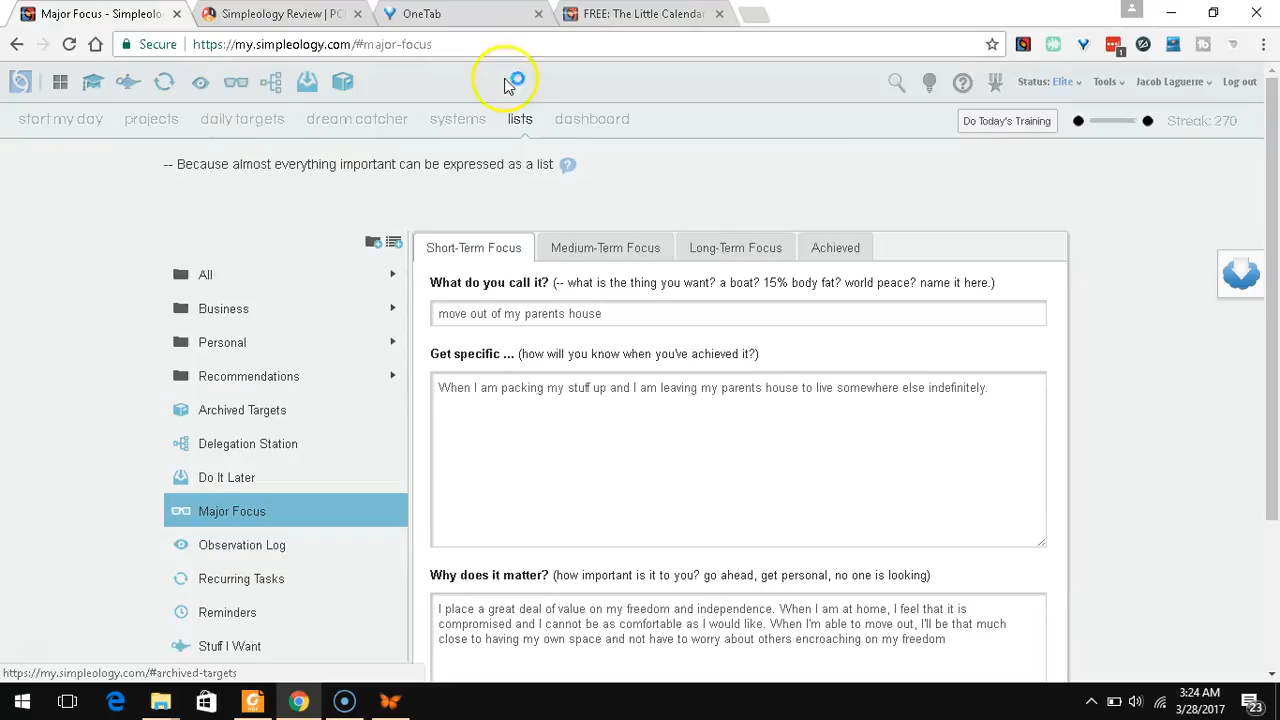 Major Focus - Simpleolo
Simpleology Review | PC
OneTab
FREE: The Little Calenda
Secure
https://my.simpleology.com/#major-focus
1
Status: Elite
Tools
Jacob Laguerre
Log out
start my day
projects
daily targets
dream catcher
systems
lists
dashboard
Do Today's Training
Streak: 270
-- Because almost everything important can be expressed as a list
All
Business
Personal
Recommendations
Archived Targets
Delegation Station
Do It Later
Major Focus
Observation Log
Recurring Tasks
Reminders
Stuff I Want
Short-Term Focus
Medium-Term Focus
Long-Term Focus
Achieved
What do you call it? (-- what is the thing you want? a boat? 15% body fat? world peace? name it here.)
move out of my parents house
Get specific ... (how will you know when you've achieved it?)
When I am packing my stuff up and I am leaving my parents house to live somewhere else indefinitely.
Why does it matter? (how important is it to you? go ahead, get personal, no one is looking)
I place a great deal of value on my freedom and independence. When I am at home, I feel that it is
compromised and I cannot be as comfortable as I would like. When I'm able to move out, I'll be that much
close to having my own space and not have to worry about others encroaching on my freedom
https://my.simpleology.com/#archived-targets
3:24 AM
3/28/2017
23